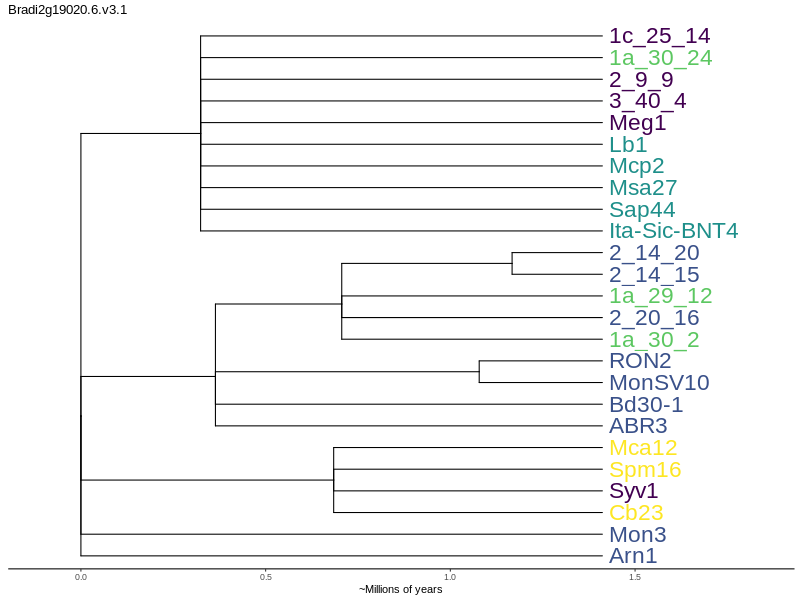 Bradi2g19020.6.v3.1
1c_25_14
1a_30_24
2_9_9
3_40_4
Meg1
Lb1
Mcp2
Msa27
Sap44
Ita-Sic-BNT4
2_14_20
2_14_15
1a_29_12
2_20_16
1a_30_2
RON2
MonSV10
Bd30-1
ABR3
Mca12
Spm16
Syv1
Cb23
Mon3
Arn1
0.0 0.5 1.0 1.5
~Millions of years